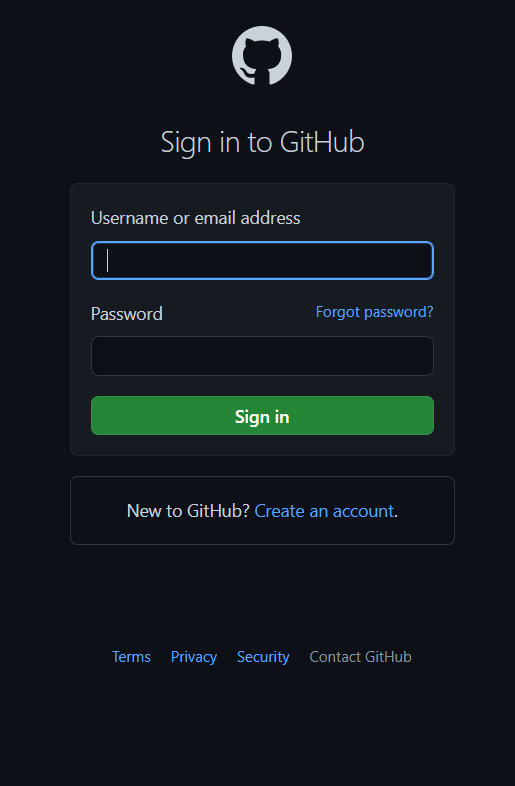 Sign in to GitHub
Username or email address
Password Forgot password?
Sign in
New to GitHub? Create an account.
Terms Privacy Security Contact GitHub